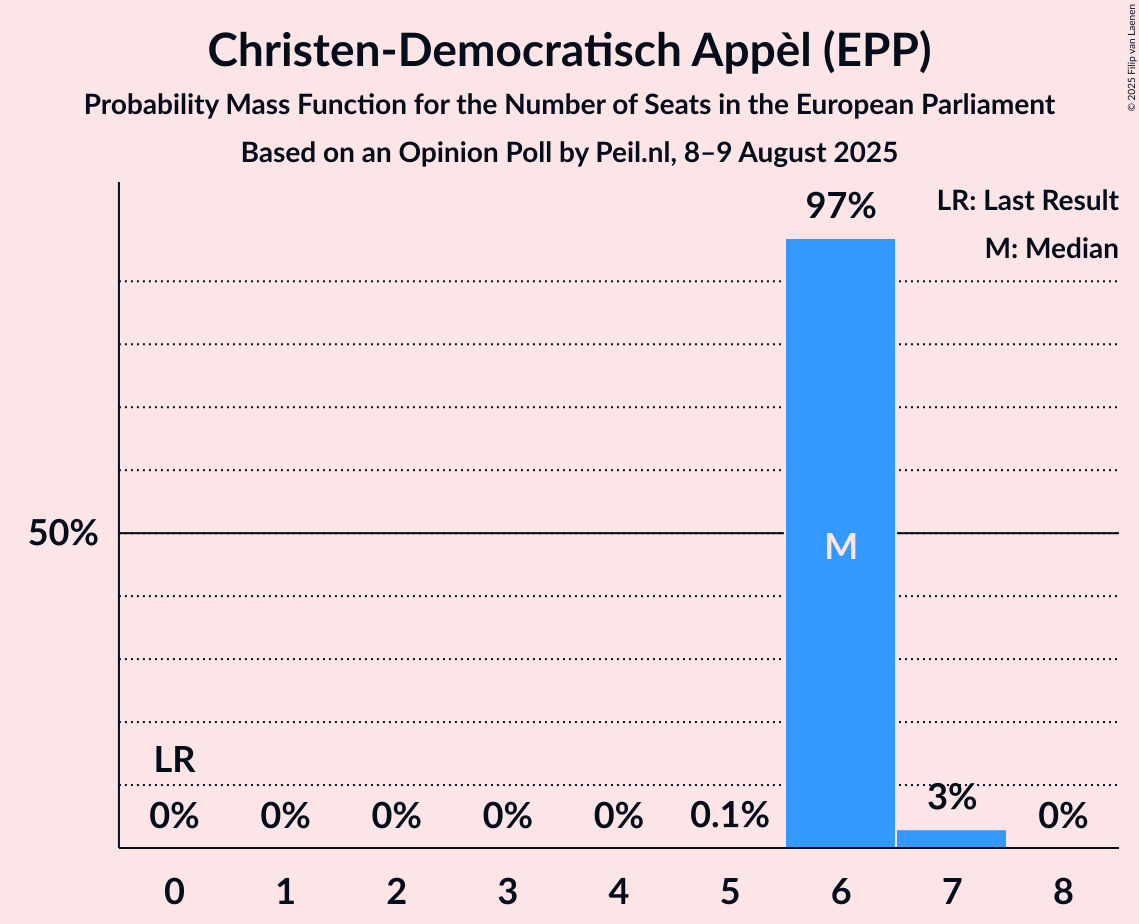 Christen-Democratisch Appèl (EPP)
Probability Mass Function for the Number of Seats in the European Parliament
Based on an Opinion Poll by Peil.nl, 8–9 August 2025
© 2025 Filip van Laenen
LR: Last Result
M: Median
97%
50%
M
LR
0% 0% 0% 0% 0% 0.1% 3% 0%
0 1 2 3 4 5 6 7 8